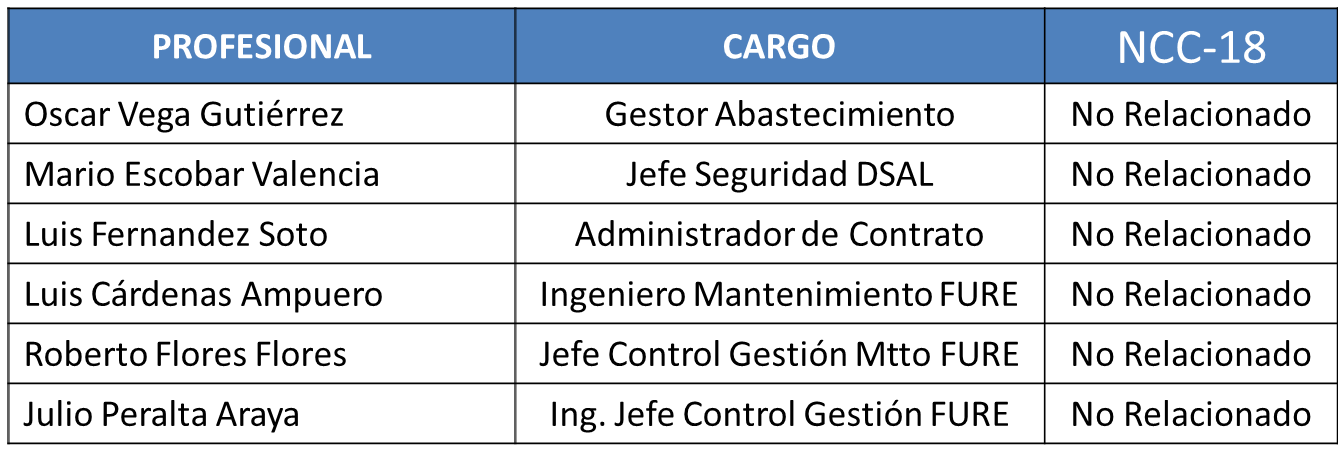 PROFESIONAL CARGO NCC-18
Oscar Vega Gutiérrez Gestor Abastecimiento No Relacionado
Mario Escobar Valencia Jefe Seguridad DSAL No Relacionado
Luis Fernandez Soto Administrador de Contrato No Relacionado
Luis Cárdenas Ampuero Ingeniero Mantenimiento FURE No Relacionado
Roberto Flores Flores Jefe Control Gestión Mtto FURE No Relacionado
Julio Peralta Araya Ing. Jefe Control Gestión FURE No Relacionado